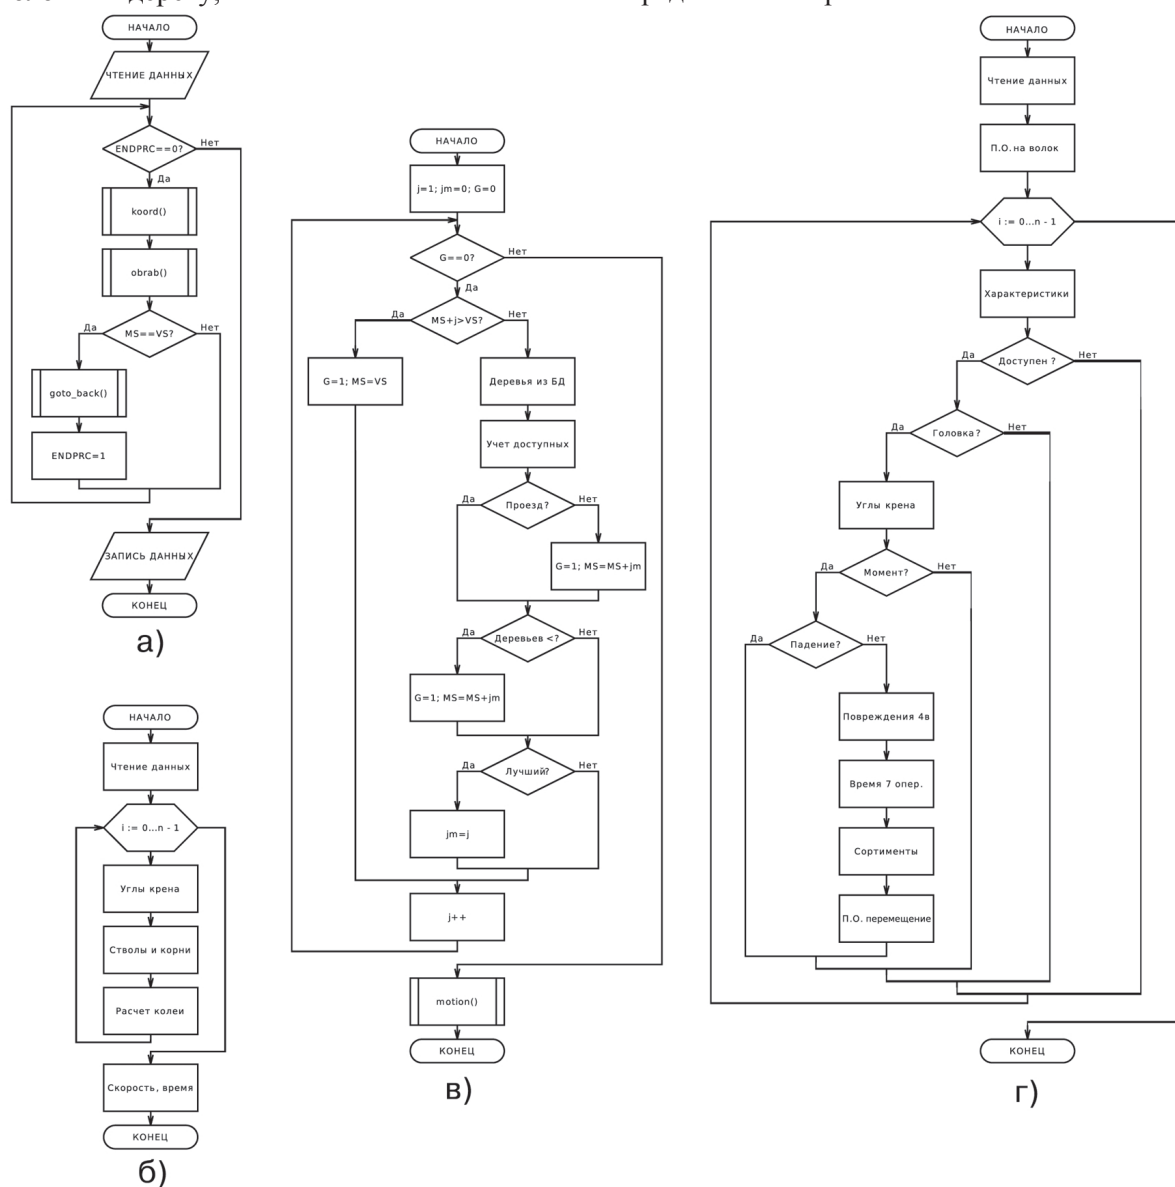 НАЧАЛО
ЧТЕНИЕ ДАННЫХ
ENDPRC==0?
Нет
Да
koord()
obrab()
MS==VS?
Да
Нет
goto_back()
ENDPRC=1
ЗАПИСЬ ДАННЫХ
КОНЕЦ
а)
НАЧАЛО
Чтение данных
i := 0...n - 1
Углы крена
Стволы и корни
Расчет колеи
Скорость, время
КОНЕЦ
б)
НАЧАЛО
j=1; jm=0; G=0
G==0?
Нет
Да
MS+j>VS?
Да
Нет
G=1; MS=VS
Деревья из БД
Учет доступных
Проезд?
Да
Нет
G=1; MS=MS+jm
Деревьев <?
Да
Нет
G=1; MS=MS+jm
Лучший?
Да
Нет
jm=j
j++
motion()
КОНЕЦ
в)
НАЧАЛО
Чтение данных
П.О. на волок
i := 0...n - 1
Характеристики
Доступен ?
Да
Нет
Головка?
Да
Нет
Углы крена
Момент?
Да
Нет
Падение?
Да
Нет
Повреждения 4в
Время 7 опер.
Сортименты
П.О. перемещение
КОНЕЦ
г)